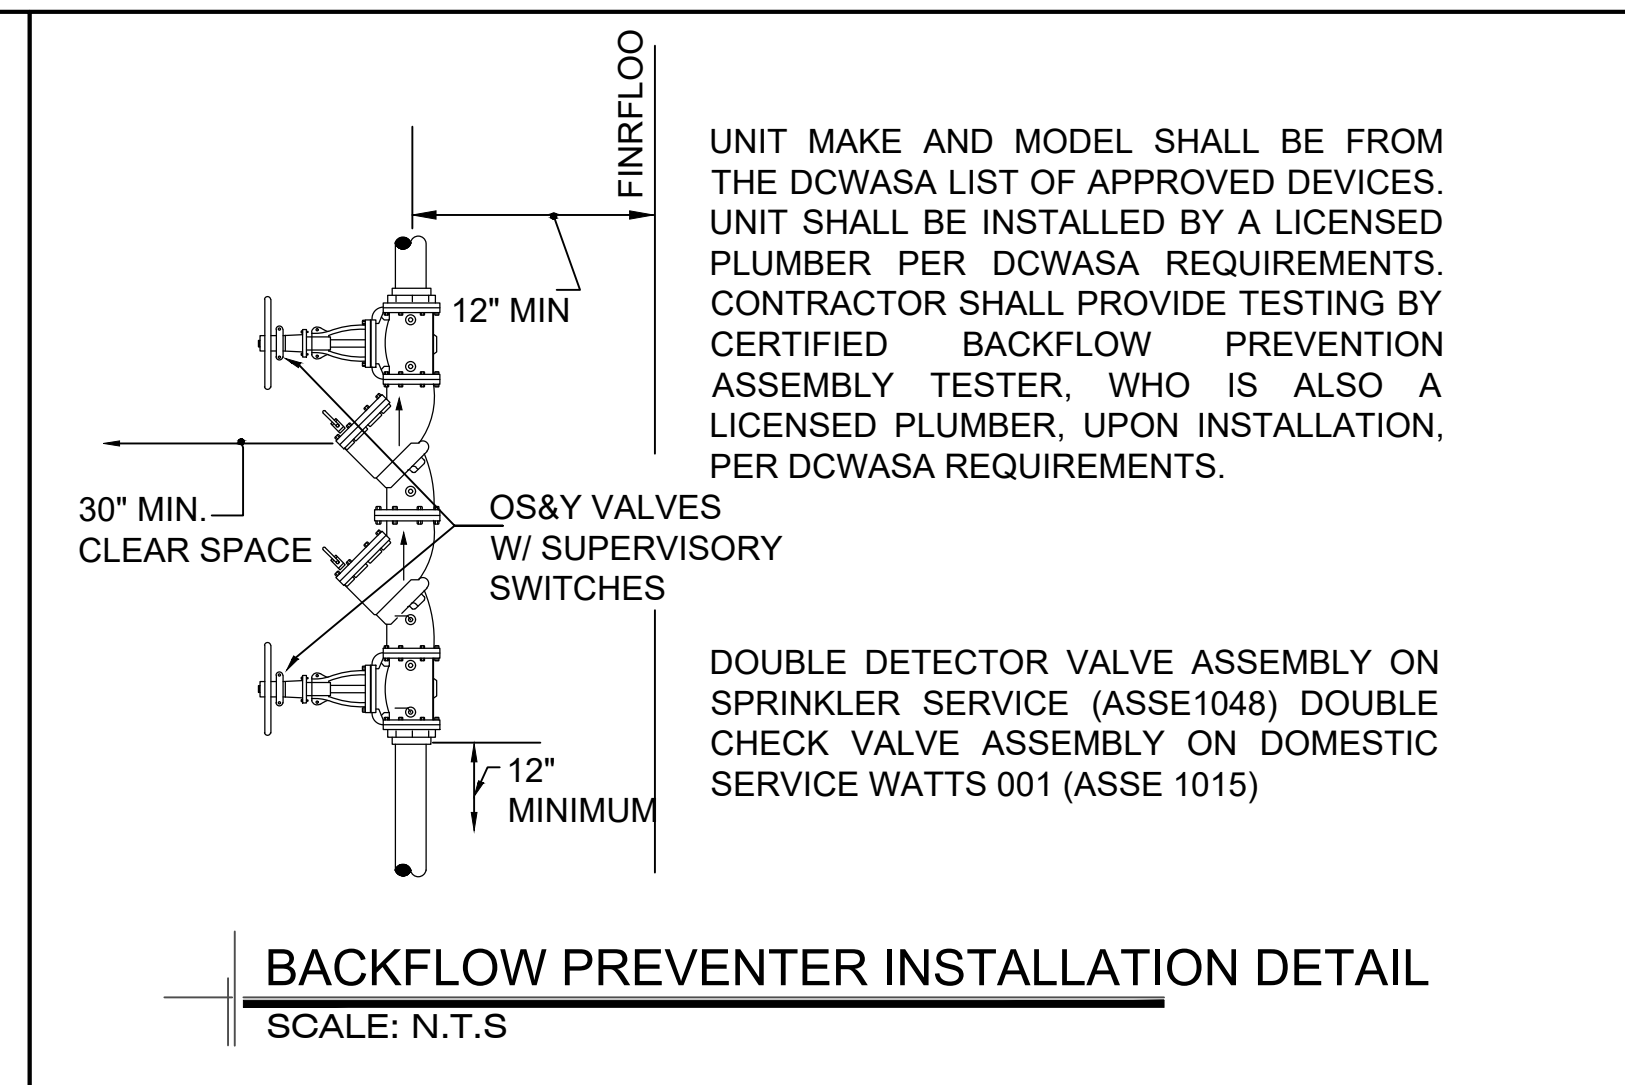 FINRFLOO
UNIT MAKE AND MODEL SHALL BE FROM
THE DCWASA LIST OF APPROVED DEVICES.
UNIT SHALL BE INSTALLED BY A LICENSED
PLUMBER PER DCWASA REQUIREMENTS.
CONTRACTOR SHALL PROVIDE TESTING BY
CERTIFIED BACKFLOW PREVENTION
ASSEMBLY TESTER, WHO IS ALSO A
LICENSED PLUMBER, UPON INSTALLATION,
PER DCWASA REQUIREMENTS.
12" MIN
30" MIN.
CLEAR SPACE
OS&Y VALVES
W/ SUPERVISORY
SWITCHES
DOUBLE DETECTOR VALVE ASSEMBLY ON
SPRINKLER SERVICE (ASSE1048) DOUBLE
CHECK VALVE ASSEMBLY ON DOMESTIC
SERVICE WATTS 001 (ASSE 1015)
12"
MINIMUM
BACKFLOW PREVENTER INSTALLATION DETAIL
SCALE: N.T.S